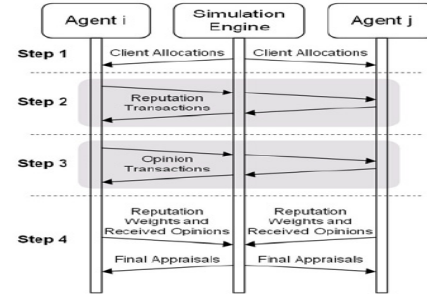 Agent i
Simulation
Engine
Agent j
Step 1
Client Allocations
Client Allocations
Step 2
Reputation
Transactions
Step 3
Opinion
Transactions
Step 4
Reputation
Weights and
Received Opinions
Reputation
Weights and
Received Opinions
Final Appraisals
Final Appraisals